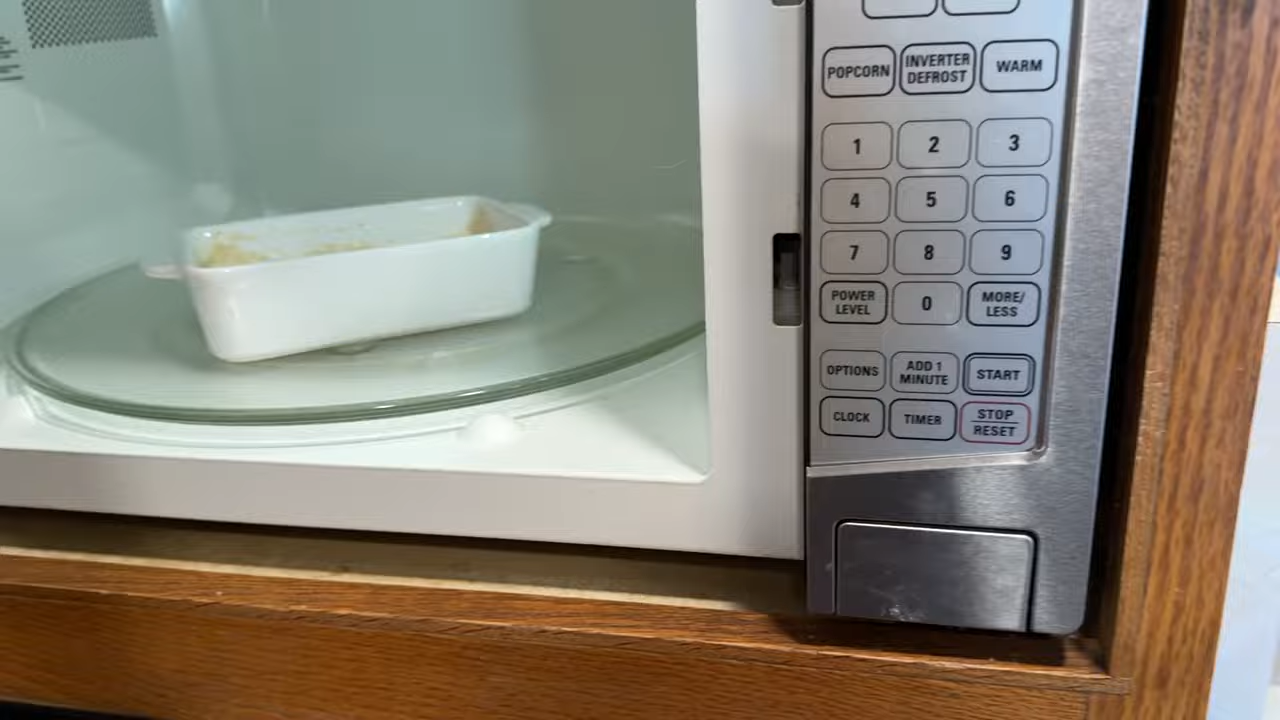 POPCORN
INVERTER
DEFROST
WARM
1
2
3
4
5
6
7
8
9
POWER
LEVEL
0
MORE/
LESS
OPTIONS
ADD 1
MINUTE
START
CLOCK
TIMER
STOP
RESET